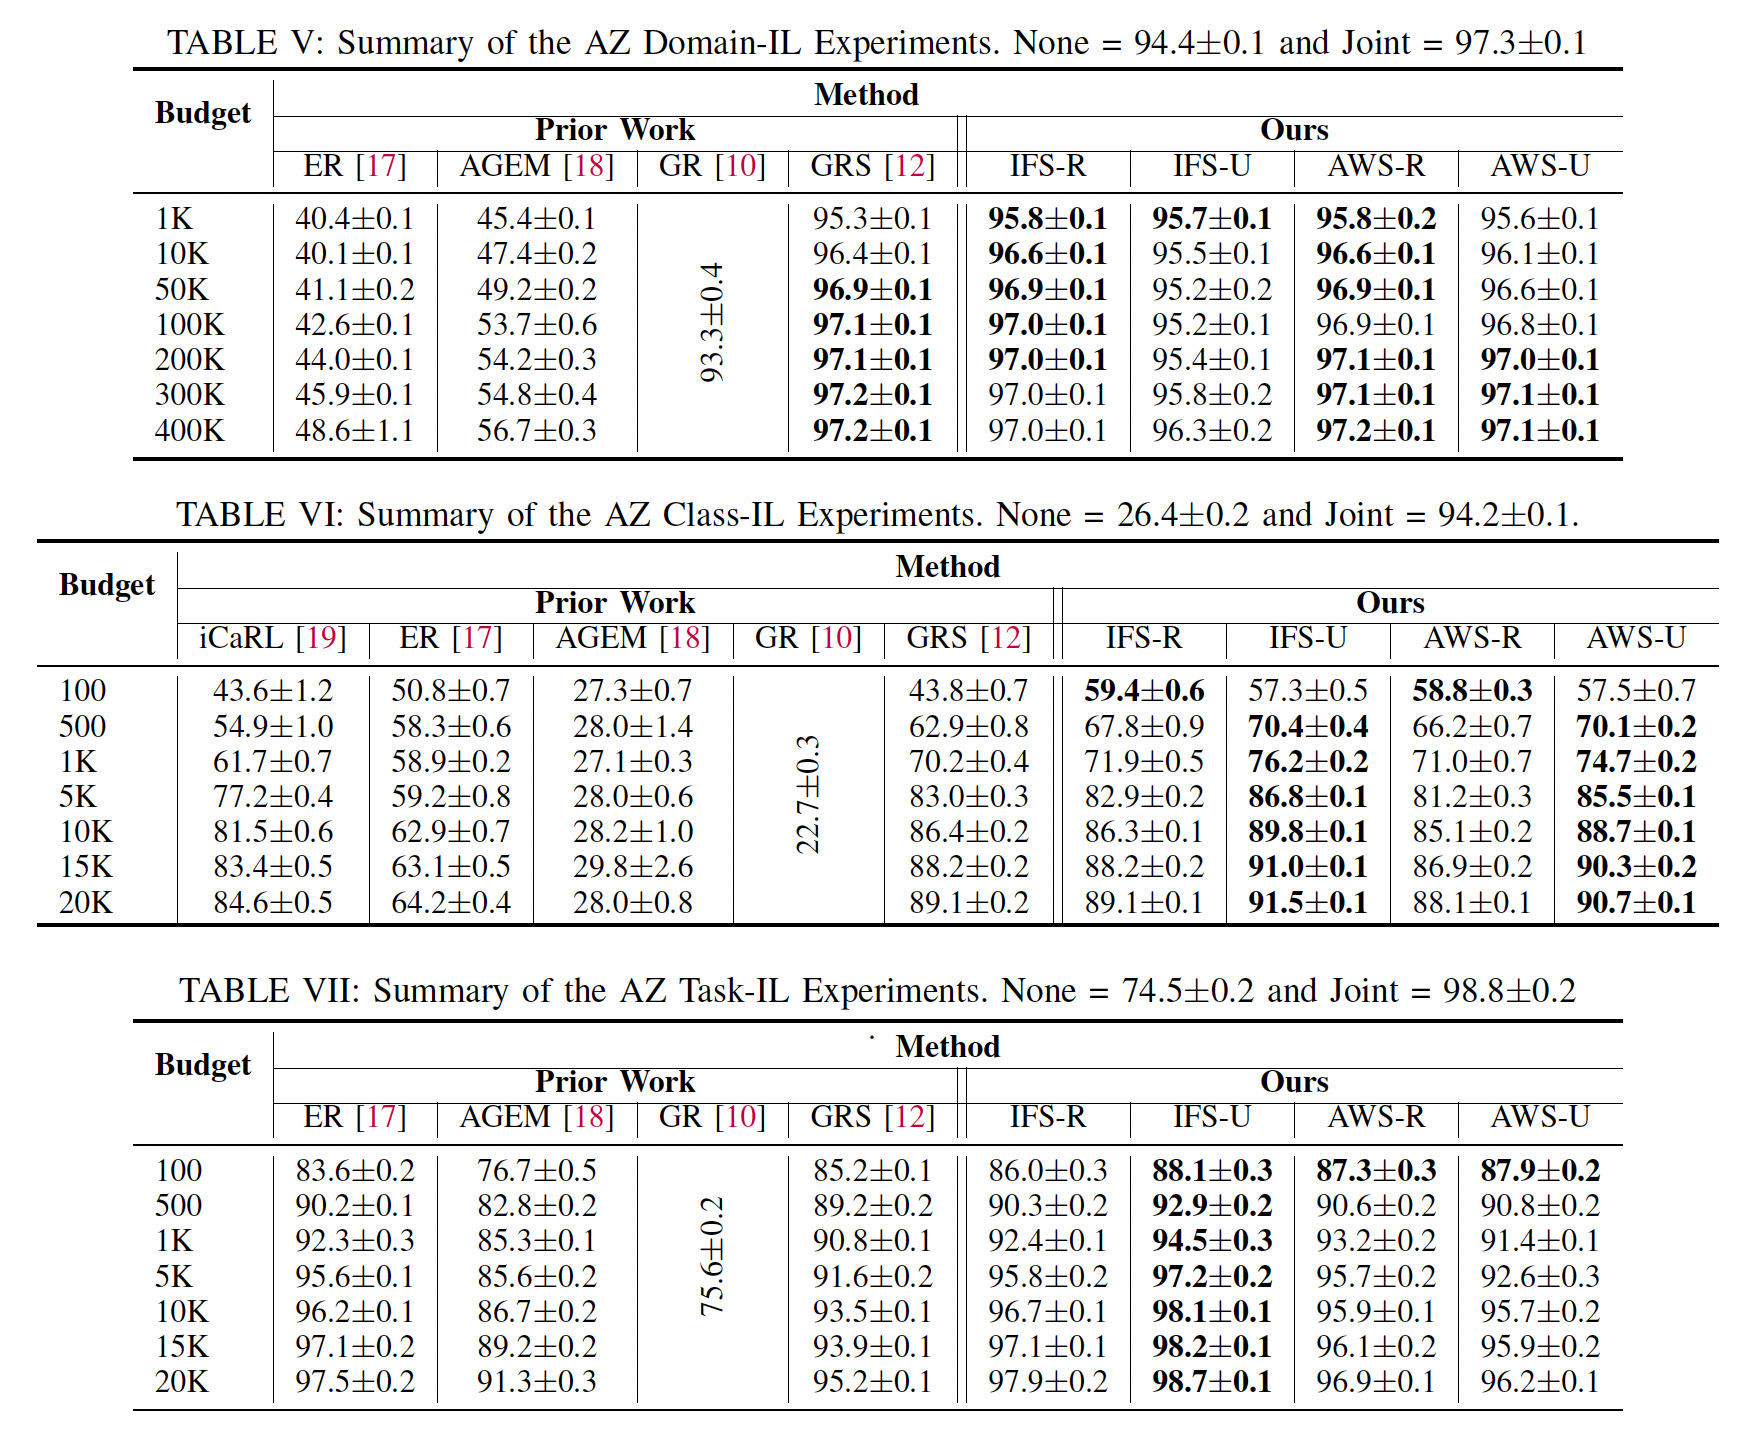 TABLE V: Summary of the AZ Domain-IL Experiments. None = 94.4±0.1 and Joint = 97.3±0.1
Budget Method
Prior Work Ours
ER [17] AGEM [18] GR [10] GRS [12] IFS-R IFS-U AWS-R AWS-U
1K 40.4±0.1 45.4±0.1 95.3±0.1 95.8±0.1 95.7±0.1 95.8±0.2 95.6±0.1
10K 40.1±0.1 47.4±0.2 96.4±0.1 96.6±0.1 95.5±0.1 96.6±0.1 96.1±0.1
50K 41.1±0.2 49.2±0.2 96.9±0.1 96.9±0.1 95.2±0.2 96.9±0.1 96.6±0.1
100K 42.6±0.1 53.7±0.6 97.1±0.1 97.0±0.1 95.2±0.1 96.9±0.1 96.8±0.1
200K 44.0±0.1 54.2±0.3 97.1±0.1 97.0±0.1 95.4±0.1 97.1±0.1 97.0±0.1
300K 45.9±0.1 54.8±0.4 97.2±0.1 97.0±0.1 95.8±0.2 97.1±0.1 97.1±0.1
400K 48.6±1.1 56.7±0.3 97.2±0.1 97.0±0.1 96.3±0.2 97.2±0.1 97.1±0.1
93.3±0.4
TABLE VI: Summary of the AZ Class-IL Experiments. None = 26.4±0.2 and Joint = 94.2±0.1.
Budget Method
Prior Work Ours
iCaRL [19] ER [17] AGEM [18] GR [10] GRS [12] IFS-R IFS-U AWS-R AWS-U
100 43.6±1.2 50.8±0.7 27.3±0.7 43.8±0.7 59.4±0.6 57.3±0.5 58.8±0.3 57.5±0.7
500 54.9±1.0 58.3±0.6 28.0±1.4 62.9±0.8 67.8±0.9 70.4±0.4 66.2±0.7 70.1±0.2
1K 61.7±0.7 58.9±0.2 27.1±0.3 70.2±0.4 71.9±0.5 76.2±0.2 71.0±0.7 74.7±0.2
5K 77.2±0.4 59.2±0.8 28.0±0.6 83.0±0.3 82.9±0.2 86.8±0.1 81.2±0.3 85.5±0.1
10K 81.5±0.6 62.9±0.7 28.2±1.0 86.4±0.2 86.3±0.1 89.8±0.1 85.1±0.2 88.7±0.1
15K 83.4±0.5 63.1±0.5 29.8±2.6 88.2±0.2 88.2±0.2 91.0±0.1 86.9±0.2 90.3±0.2
20K 84.6±0.5 64.2±0.4 28.0±0.8 89.1±0.2 89.1±0.1 91.5±0.1 88.1±0.1 90.7±0.1
22.7±0.3
TABLE VII: Summary of the AZ Task-IL Experiments. None = 74.5±0.2 and Joint = 98.8±0.2
.
Budget Method
Prior Work Ours
ER [17] AGEM [18] GR [10] GRS [12] IFS-R IFS-U AWS-R AWS-U
100 83.6±0.2 76.7±0.5 85.2±0.1 86.0±0.3 88.1±0.3 87.3±0.3 87.9±0.2
500 90.2±0.1 82.8±0.2 89.2±0.2 90.3±0.2 92.9±0.2 90.6±0.2 90.8±0.2
1K 92.3±0.3 85.3±0.1 90.8±0.1 92.4±0.1 94.5±0.3 93.2±0.2 91.4±0.1
5K 95.6±0.1 85.6±0.2 91.6±0.2 95.8±0.2 97.2±0.2 95.7±0.2 92.6±0.3
10K 96.2±0.1 86.7±0.2 93.5±0.1 96.7±0.1 98.1±0.1 95.9±0.1 95.7±0.2
15K 97.1±0.2 89.2±0.2 93.9±0.1 97.1±0.1 98.2±0.1 96.1±0.2 95.9±0.2
20K 97.5±0.2 91.3±0.3 95.2±0.1 97.9±0.2 98.7±0.1 96.9±0.1 96.2±0.1
75.6±0.2